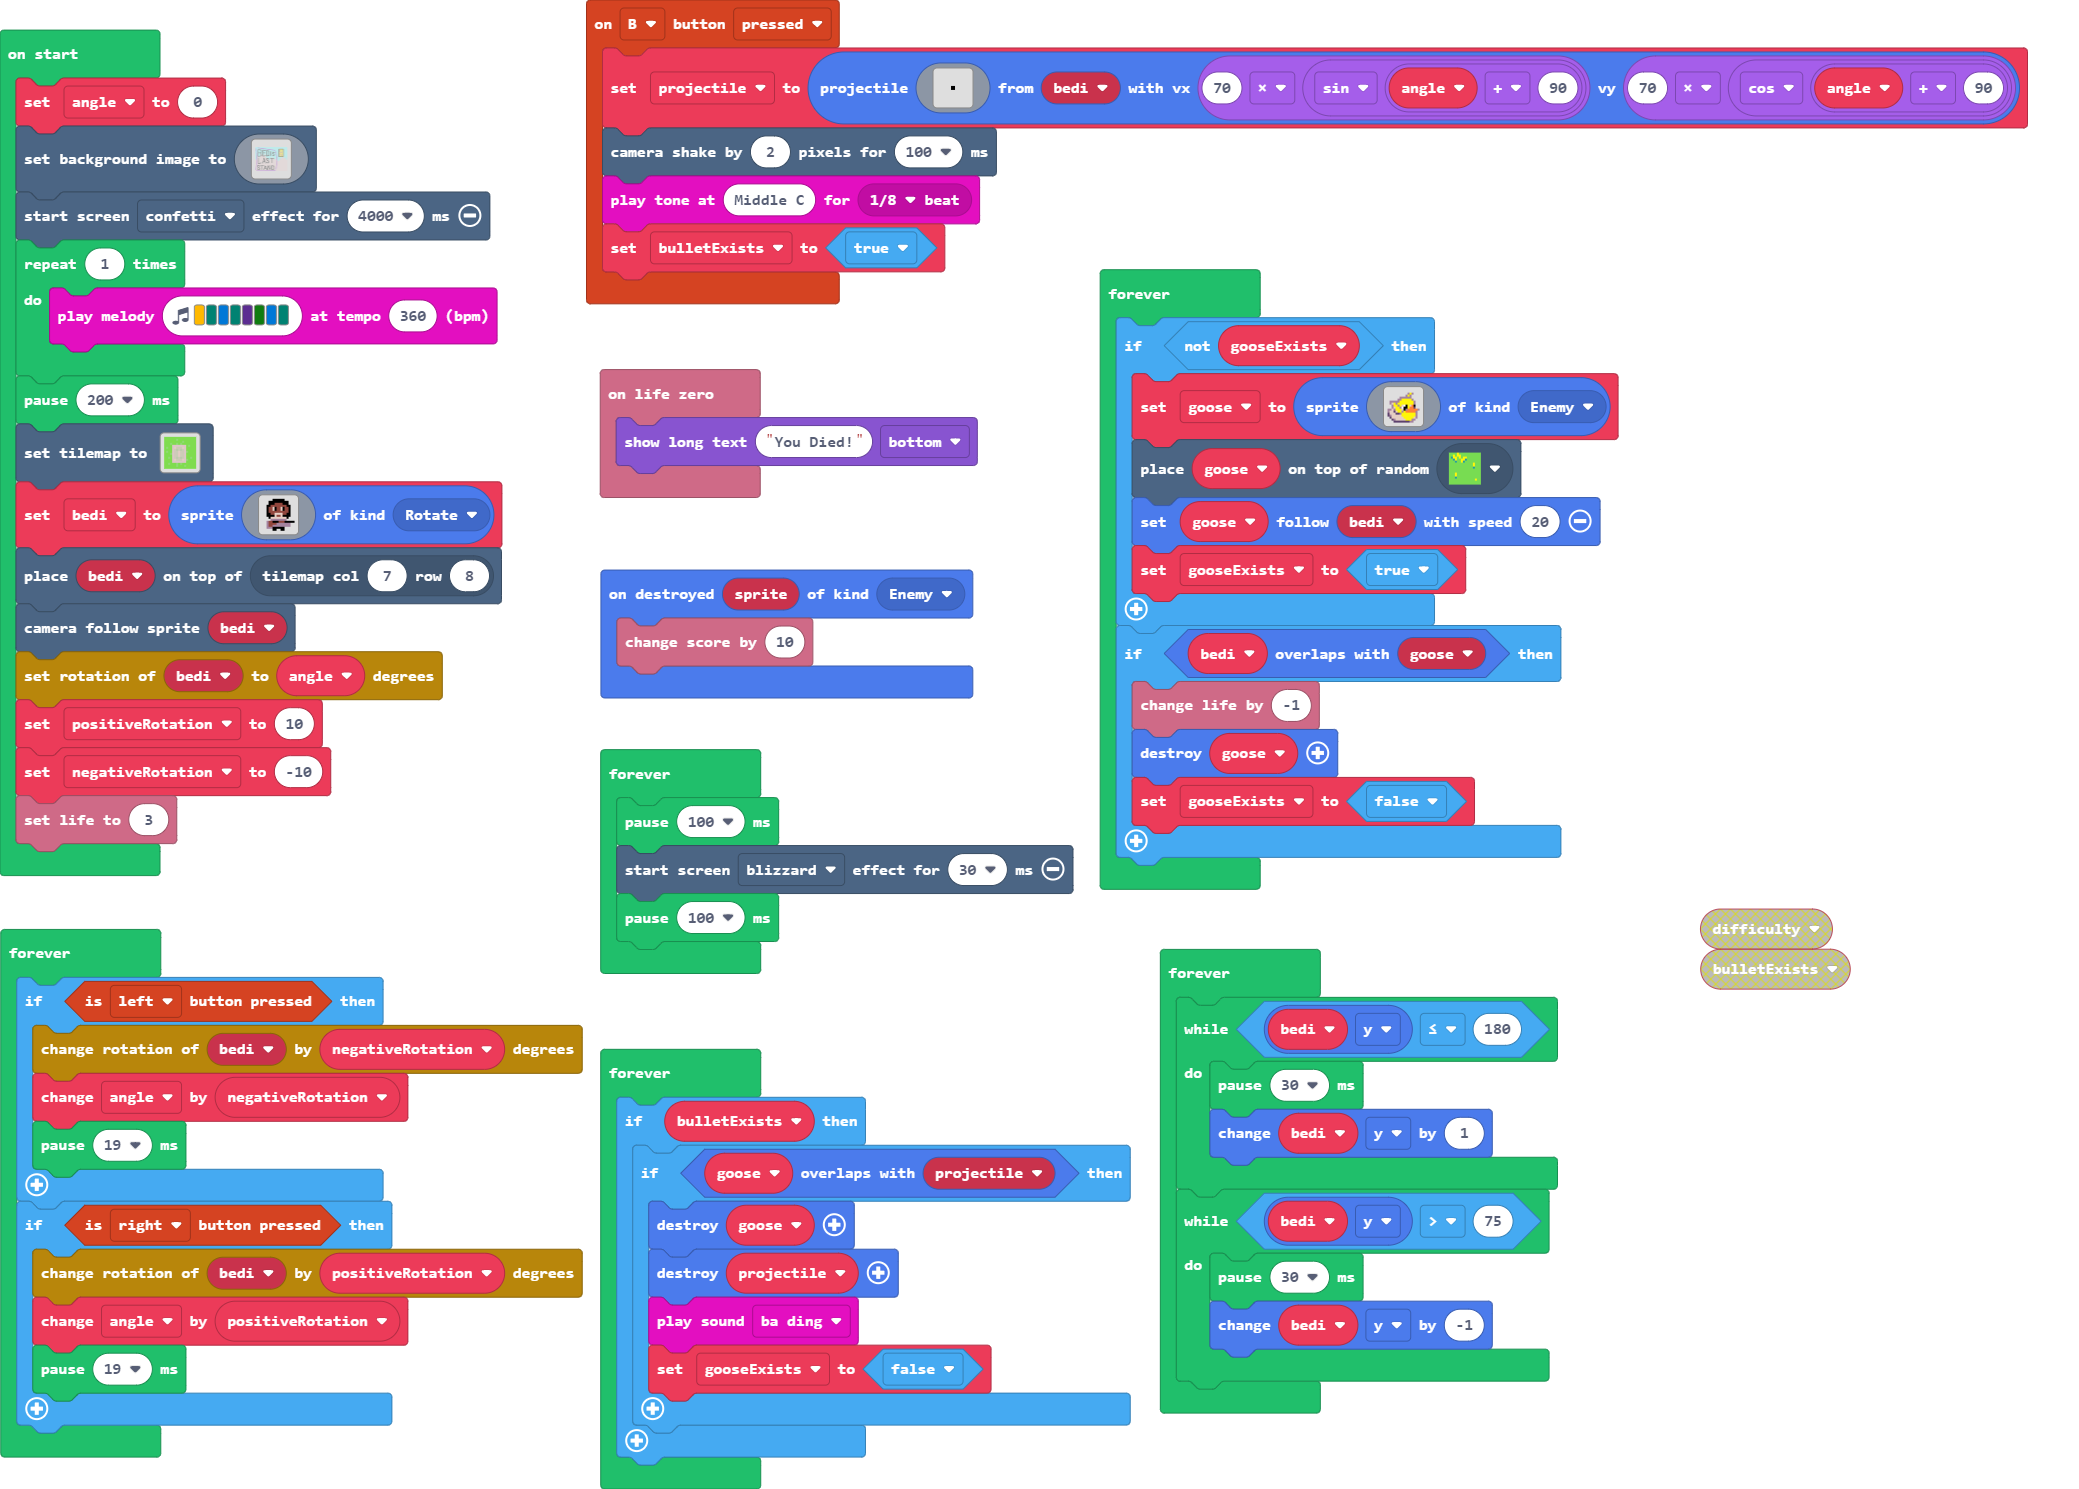 on start
set angle to 0
set background image to
start screen confetti effect for 4000 ms
repeat 1 times
do
play melody at tempo 360 (bpm)
pause 200 ms
set tilemap to
set bedi to sprite of kind Rotate
place bedi on top of tilemap col 7 row 8
camera follow sprite bedi
set rotation of bedi to angle degrees
set positiveRotation to 10
set negativeRotation to -10
set life to 3
forever
if is left button pressed then
change rotation of bedi by negativeRotation degrees
change angle by negativeRotation
pause 19 ms
if is right button pressed then
change rotation of bedi by positiveRotation degrees
change angle by positiveRotation
pause 19 ms
on B button pressed
set projectile to projectile from bedi with vx 70 × sin angle + 90 vy 70 × cos angle + 90
camera shake by 2 pixels for 100 ms
play tone at Middle C for 1/8 beat
set bulletExists to true
on life zero
show long text "You Died!" bottom
on destroyed sprite of kind Enemy
change score by 10
forever
pause 100 ms
start screen blizzard effect for 30 ms
pause 100 ms
forever
if bulletExists then
if goose overlaps with projectile then
destroy goose
destroy projectile
play sound ba ding
set gooseExists to false
forever
if not gooseExists then
set goose to sprite of kind Enemy
place goose on top of random
set goose follow bedi with speed 20
set gooseExists to true
if bedi overlaps with goose then
change life by -1
destroy goose
set gooseExists to false
forever
while bedi y ≤ 180
do
pause 30 ms
change bedi y by 1
while bedi y > 75
do
pause 30 ms
change bedi y by -1
difficulty
bulletExists